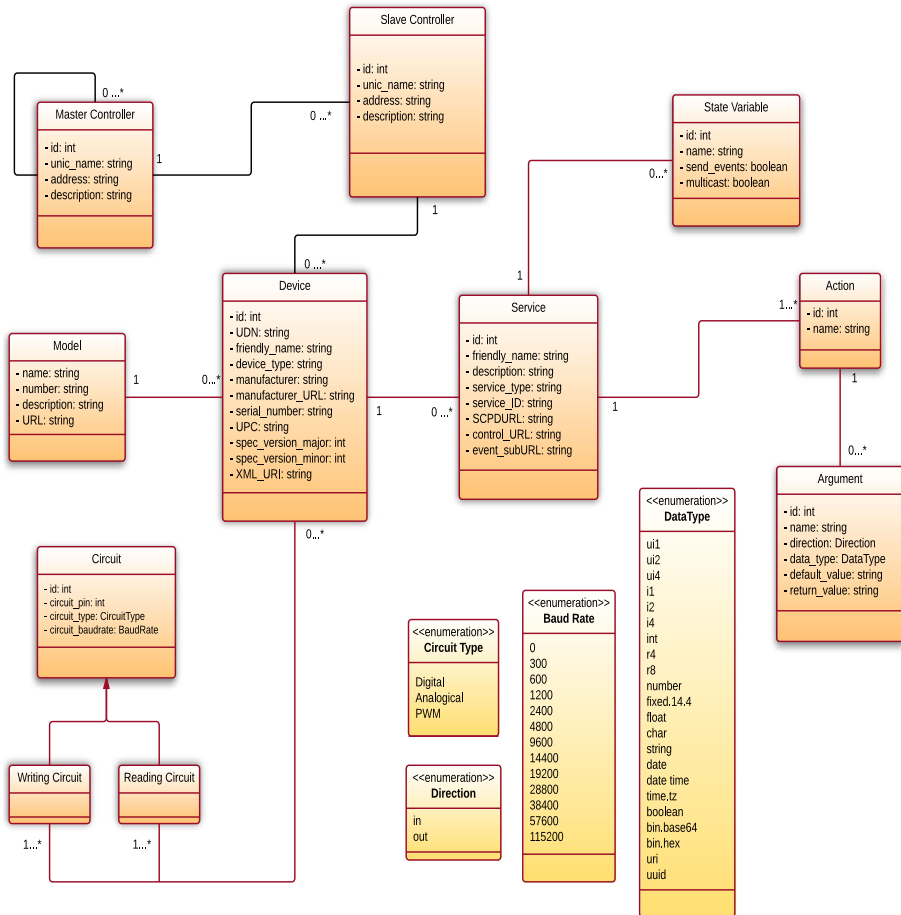 Slave Controller
- id: int
- unic_name: string
- address: string
- description: string
0 ...*
Master Controller
- id: int
- unic_name: string
- address: string
- description: string
1
0 ...*
1
0 ...*
State Variable
- id: int
- name: string
- send_events: boolean
- multicast: boolean
0...*
1
Device
- id: int
- UDN: string
- friendly_name: string
- device_type: string
- manufacturer: string
- manufacturer_URL: string
- serial_number: string
- UPC: string
- spec_version_major: int
- spec_version_minor: int
- XML_URI: string
Service
- id: int
- friendly_name: string
- description: string
- service_type: string
- service_ID: string
- SCPDURL: string
- control_URL: string
- event_subURL: string
Action
- id: int
- name: string
1...*
1
1
0...*
Model
- name: string
- number: string
- description: string
- URL: string
1
0...*
1
0 ...*
Argument
- id: int
- name: string
- direction: Direction
- data_type: DataType
- default_value: string
- return_value: string
0...*
Circuit
- id: int
- circuit_pin: int
- circuit_type: CircuitType
- circuit_baudrate: BaudRate
Writing Circuit
Reading Circuit
1...*
1...*
<<enumeration>>
Circuit Type
Digital
Analogical
PWM
<<enumeration>>
Direction
in
out
<<enumeration>>
Baud Rate
0
300
600
1200
2400
4800
9600
14400
19200
28800
38400
57600
115200
<<enumeration>>
DataType
ui1
ui2
ui4
i1
i2
i4
int
r4
r8
number
fixed.14.4
float
char
string
date
date time
time.tz
boolean
bin.base64
bin.hex
uri
uuid